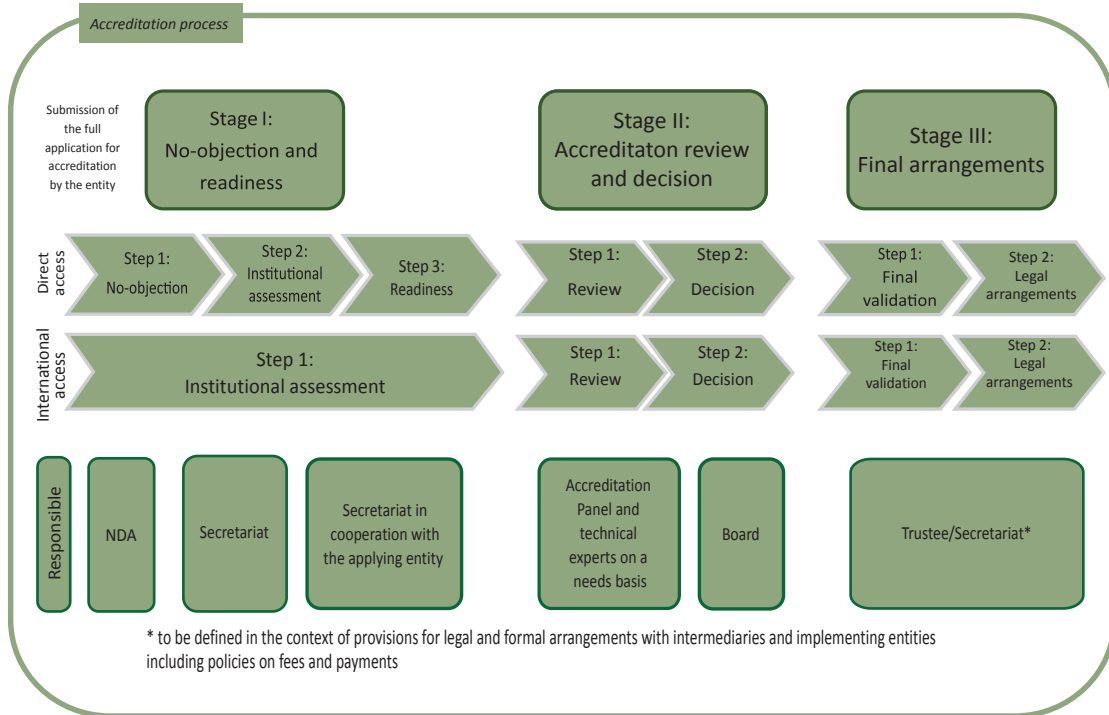 Accreditation process
Submission of
the full
application for
accreditation
by the entity
Stage I:
No-objection and
readiness
Stage II:
Accreditaton review
and decision
Stage III:
Final arrangements
Direct
access
Step 1:
No-objection
Step 2:
Institutional
assessment
Step 3:
Readiness
Step 1:
Review
Step 2:
Decision
Step 1:
Final
validation
Step 2:
Legal
arrangements
International
access
Step 1:
Institutional assessment
Step 1:
Review
Step 2:
Decision
Step 1:
Final
validation
Step 2:
Legal
arrangements
Responsible
NDA
Secretariat
Secretariat in
cooperation with
the applying entity
Accreditation
Panel and
technical
experts on a
needs basis
Board
Trustee/Secretariat*
* to be defined in the context of provisions for legal and formal arrangements with intermediaries and implementing entities
including policies on fees and payments